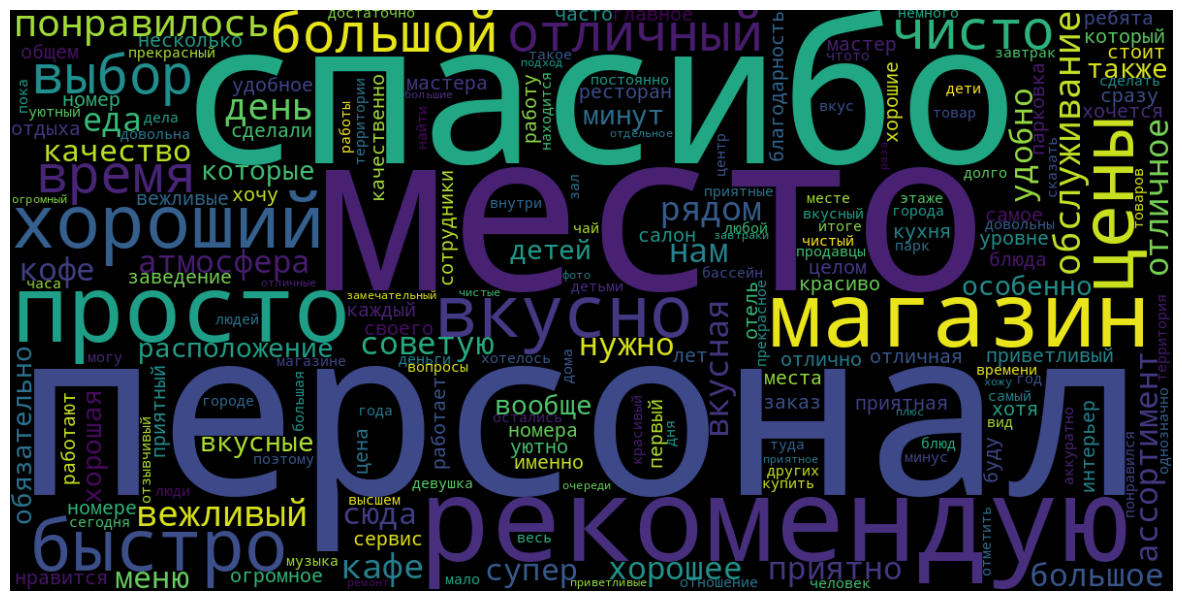 понравилось
большой
достаточно
отличный
часто
главное
чисто
немного
ребята
который
общем
несколько
прекрасный
спасибо
такое
подход
мастер
чтото
завтрак
стоит
также
выбор
удобное
мастера
большие
постоянно
ресторан
пока
уютный
номер
дела
день
работы
территории
качественно
найти
работу
находится
минут
отдельное
благодарность
вкус
хорошие
товар
дети
удобно
парковка
сказать
обслуживание
сделать
сразу
хочется
цены
товаров
отличное
отдыха
еда
довольна
сделали
качество
которые
центр
раза
долго
время
вежливые
хочу
сотрудники
внутри
зал
приятные
месте
этаже
самое
довольны
огромный
место
рядом
вкусный
города
хороший
чай
салон
любой
итоге
кухня
уровне
атмосфера
детей
нам
завтраки
чистый
парк
продавцы
блюда
кофе
заведение
фото
бассейн
целом
часа
отличные
чистые
детьми
отель
красиво
особенно
замечательный
каждый
просто
людей
своего
вкусно
прекрасное
магазин
территория
расположение
советую
нужно
обязательно
могу
магазине
деньги
хотелось
дома
лет
вкусная
отлично
отличная
приветливый
вопросы
места
времени
хожу
год
работают
хорошая
приятный
городе
большая
года
вообще
красивый
заказ
приятная
самый
хотя
ассортимент
персонал
остались
номера
первый
дня
плюс
вид
интерьер
отзывчивый
вкусные
цена
работает
уютно
туда
блюд
буду
аккуратно
однозначно
поэтому
именно
приятное
других
минус
купить
люди
девушка
очереди
понравился
номере
сегодня
вежливый
высшем
сюда
рекомендую
отметить
быстро
сервис
весь
музыка
кафе
супер
хорошее
приятно
большое
нравится
меню
огромное
ремонт
мало
приветливые
отношение
человек